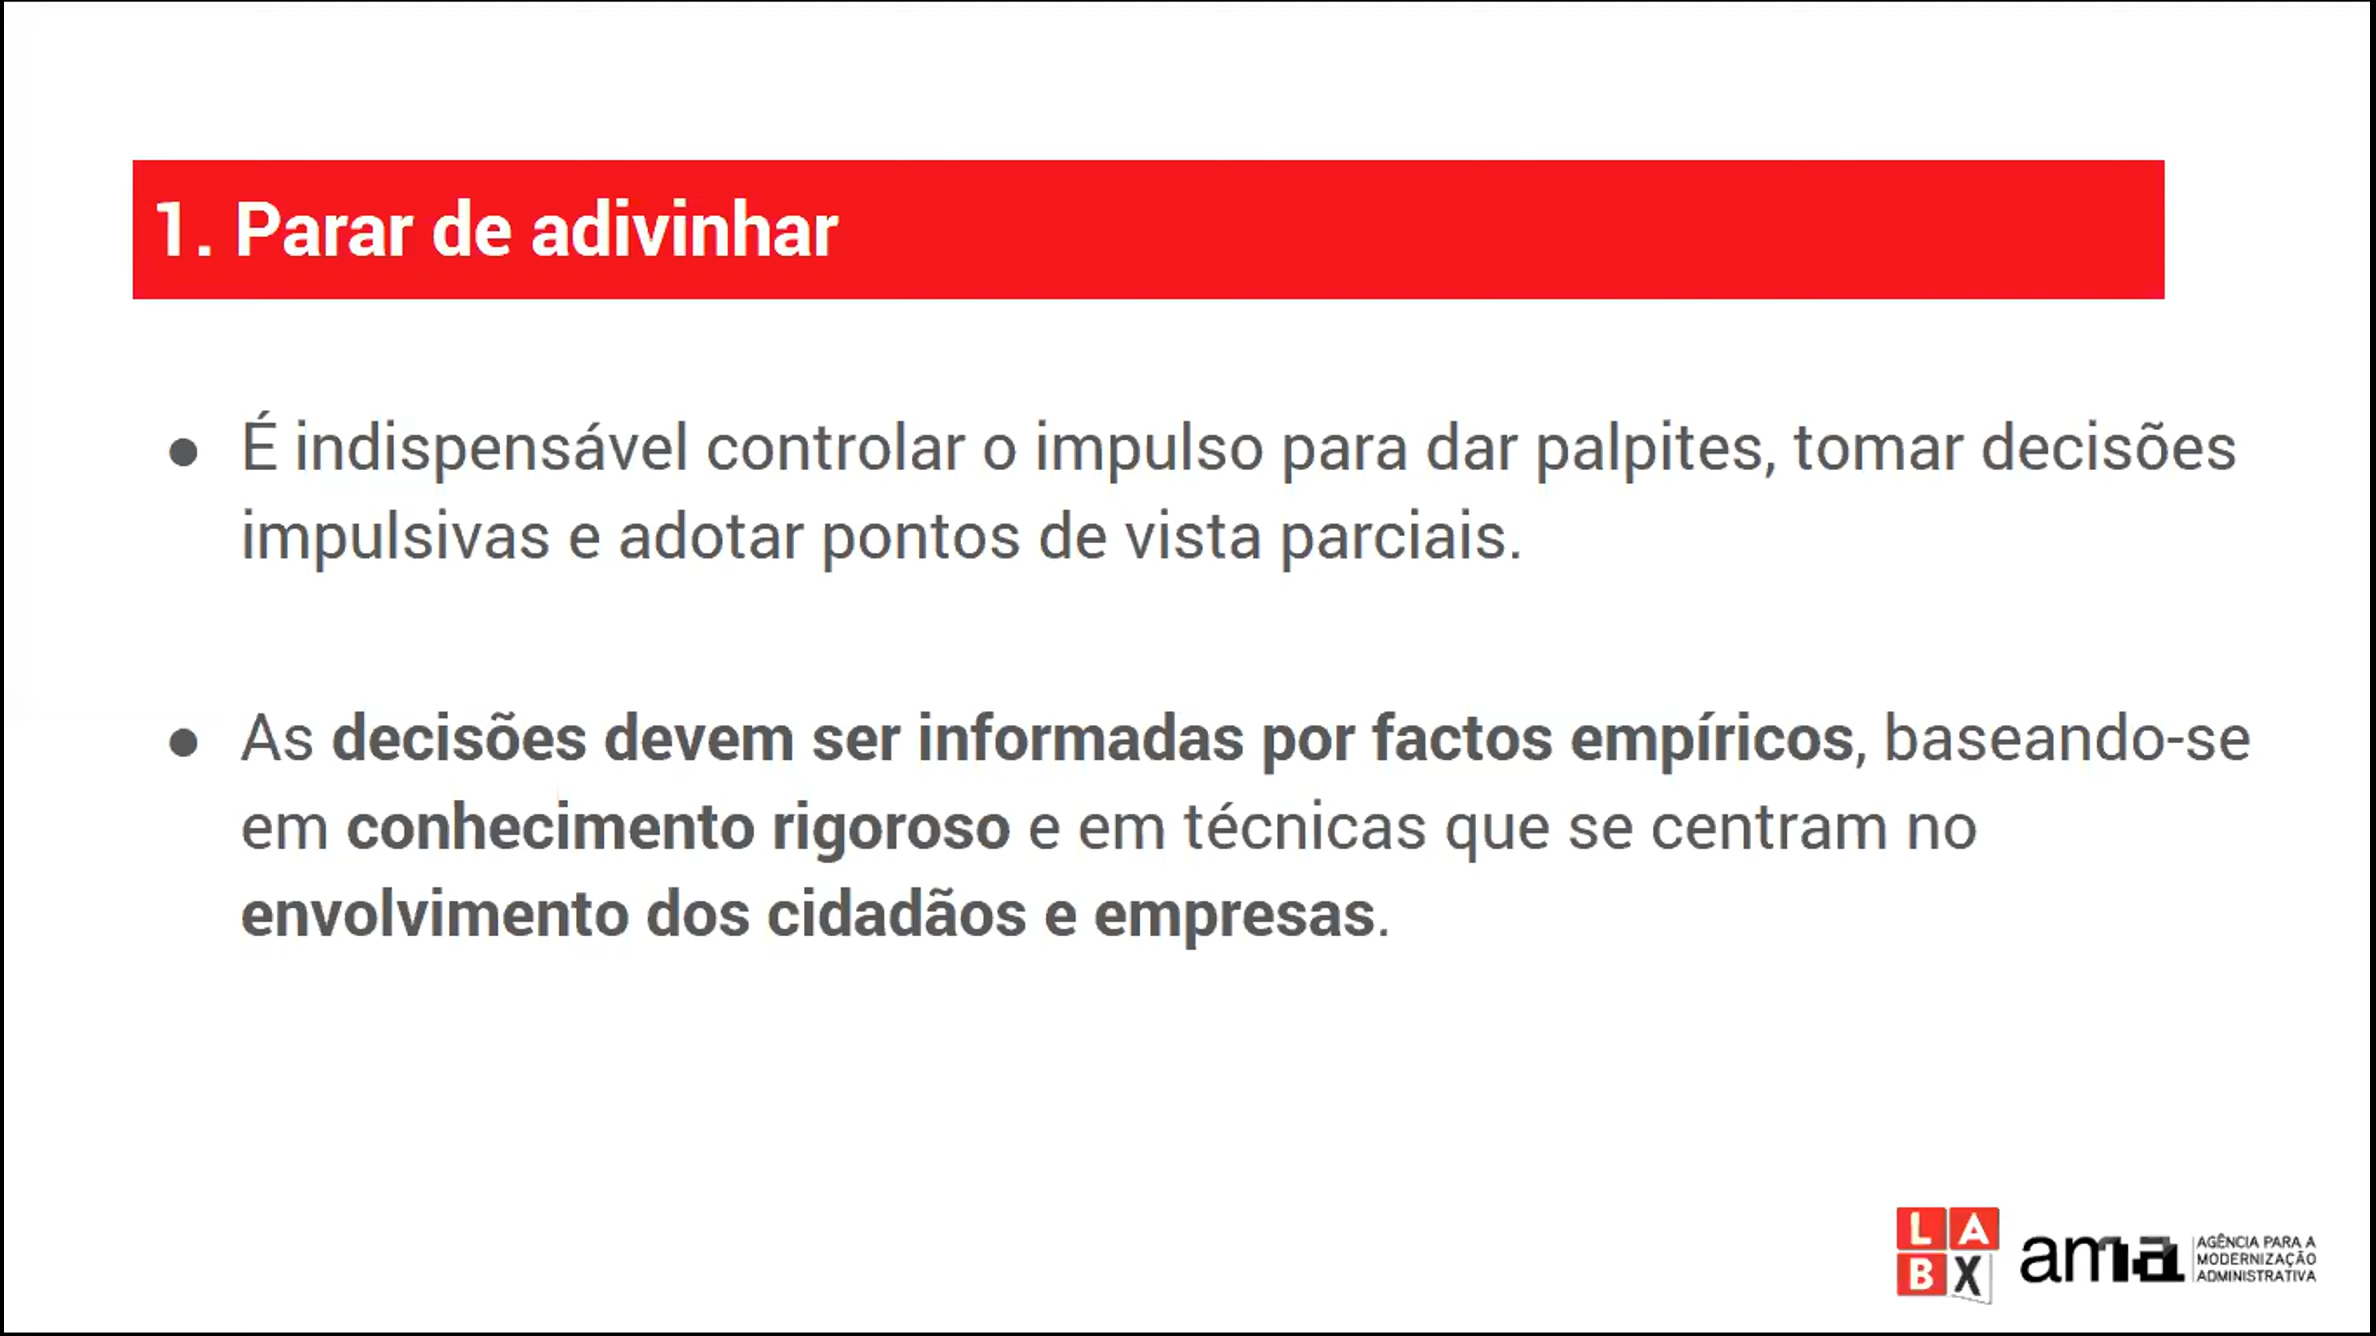 1. Parar de adivinhar
● É indispensável controlar o impulso para dar palpites, tomar decisões
impulsivas e adotar pontos de vista parciais.
● As decisões devem ser informadas por factos empíricos, baseando-se
em conhecimento rigoroso e em técnicas que se centram no
envolvimento dos cidadãos e empresas.
LA
BX
ama
AGÊNCIA PARA A
MODERNIZAÇÃO
ADMINISTRATIVA